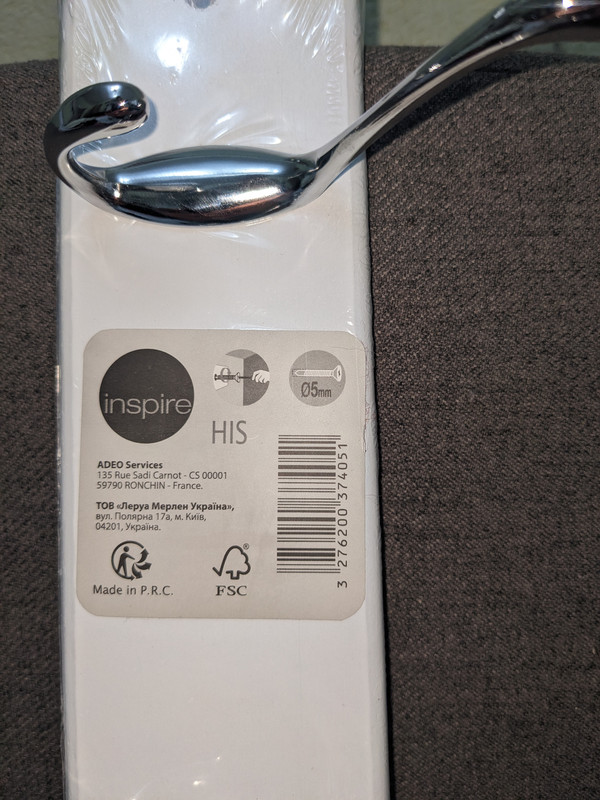 inspire
Ø5mm
HIS
ADEO Services
135 Rue Sadi Carnot - CS 00001
59790 RONCHIN - France.
ТОВ «Леруа Мерлен Україна»,
вул. Полярна 17а, м. Київ,
04201, Україна.
3 276200 374051
®
Made in P.R.C.
FSC